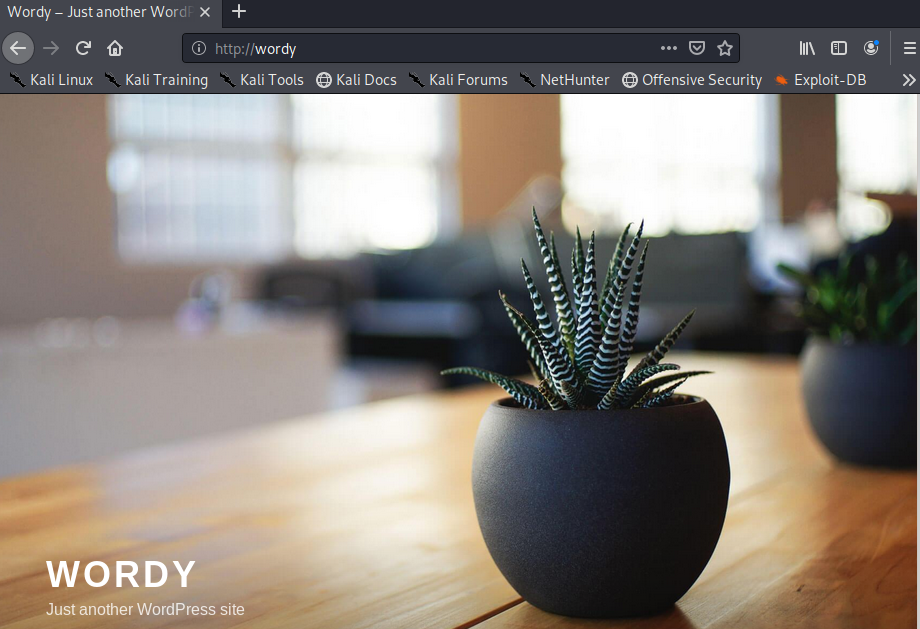 Wordy – Just another WordP
http://wordy
Kali Linux Kali Training Kali Tools Kali Docs Kali Forums NetHunter Offensive Security Exploit-DB
WORDY
Just another WordPress site